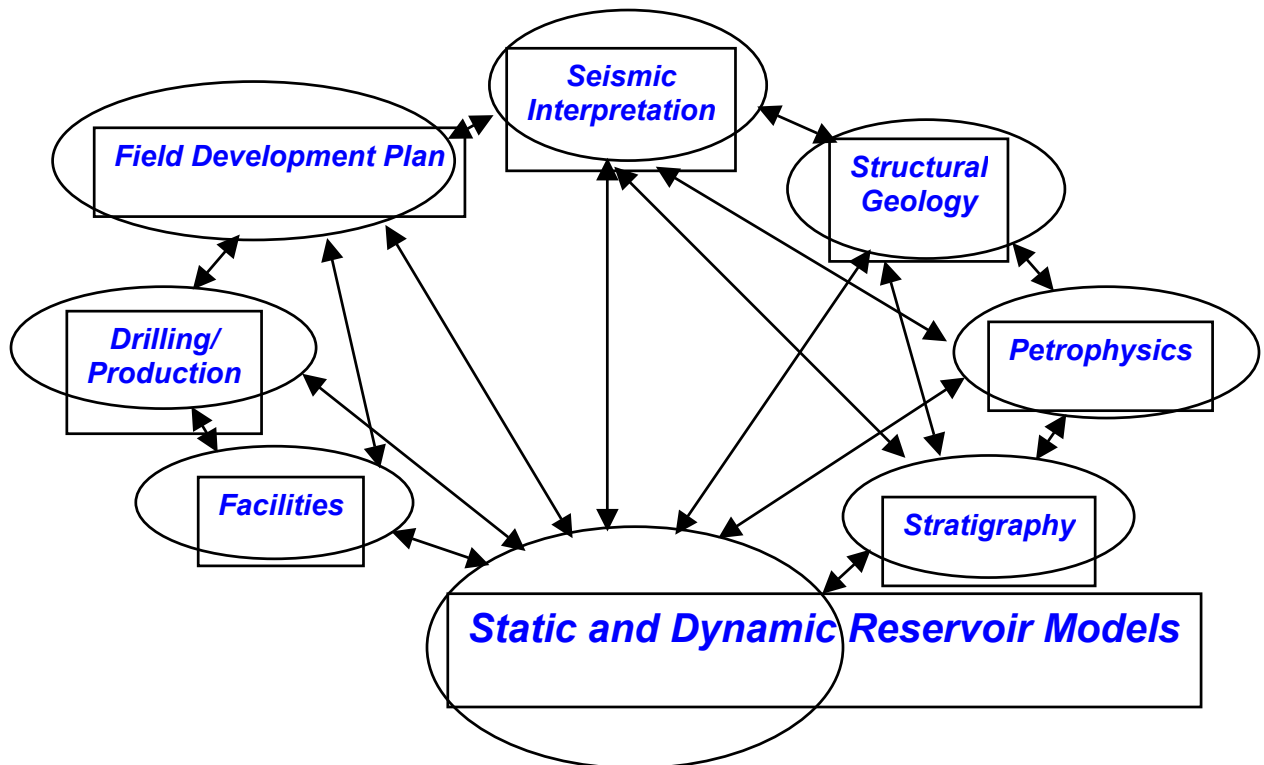 Seismic
Interpretation
Field Development Plan
Structural
Geology
Drilling/
Production
Petrophysics
Facilities
Stratigraphy
Static and Dynamic Reservoir Models